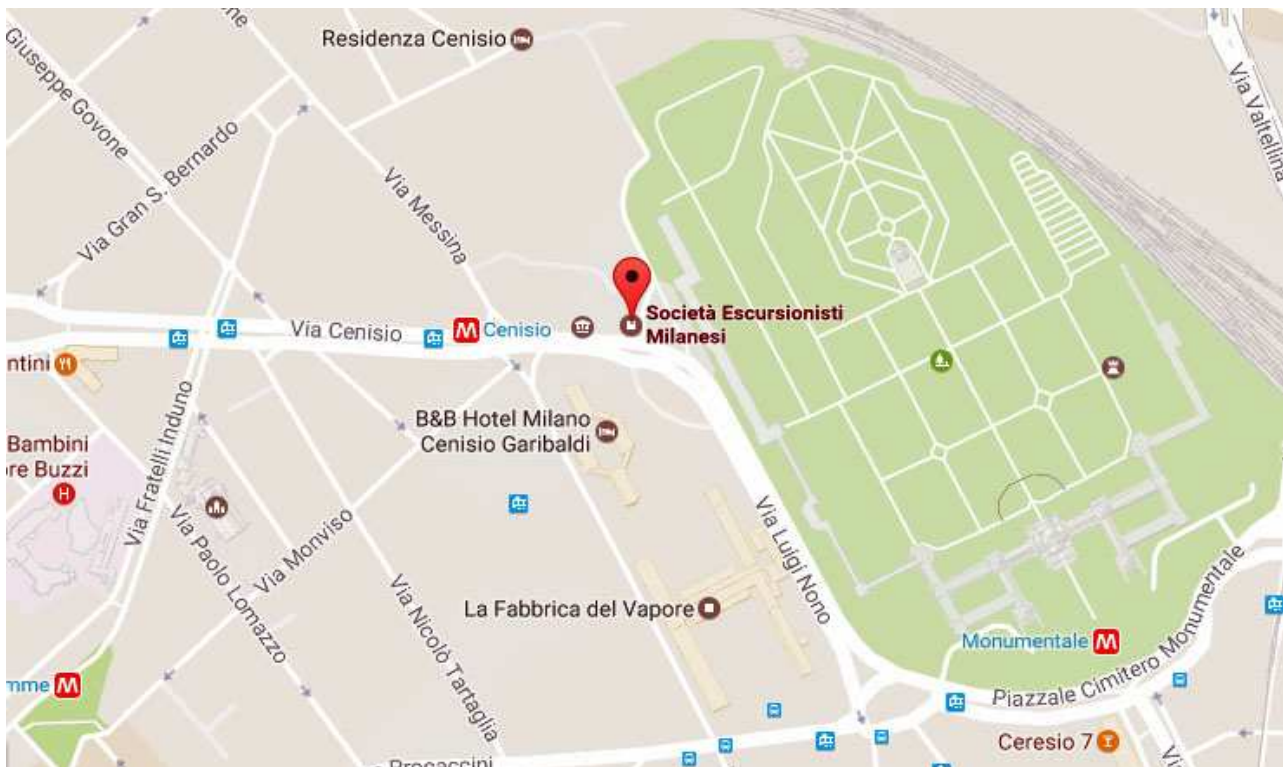 Residenza Cenisio
Giuseppe Govone
Via Valtellina
Via Gran S. Bernardo
Via Messina
Società Escursionisti
Milanesi
Via Cenisio
M Cenisio
ntini
B&B Hotel Milano
Cenisio Garibaldi
Bambini
ore Buzzi
H
Via Fratelli Induno
Via Paolo Lomazzo
Via Monviso
Via Nicolò Tartaglia
Via Luigi Nono
La Fabbrica del Vapore
Monumentale M
Piazzale Cimitero Monumentale
mme M
Ceresio 7
Procaccini